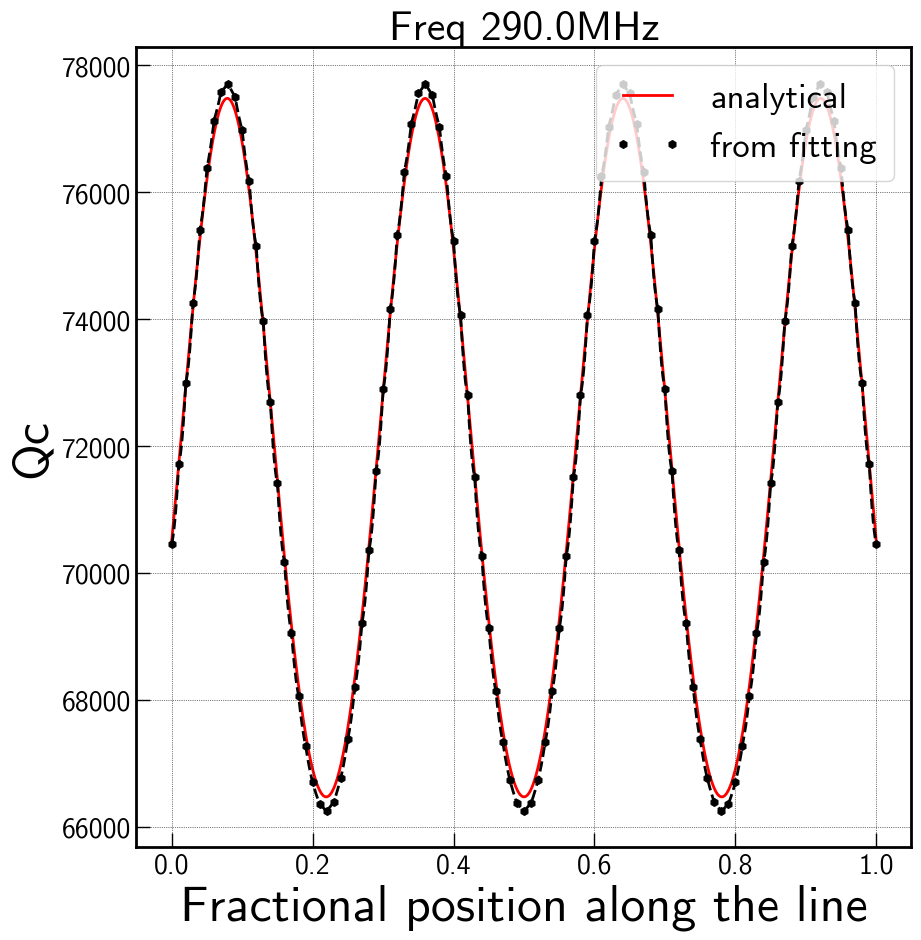 Freq 290.0MHz
78000
76000
74000
72000
70000
68000
66000
Qc
analytical
from fitting
0.0 0.2 0.4 0.6 0.8 1.0
Fractional position along the line